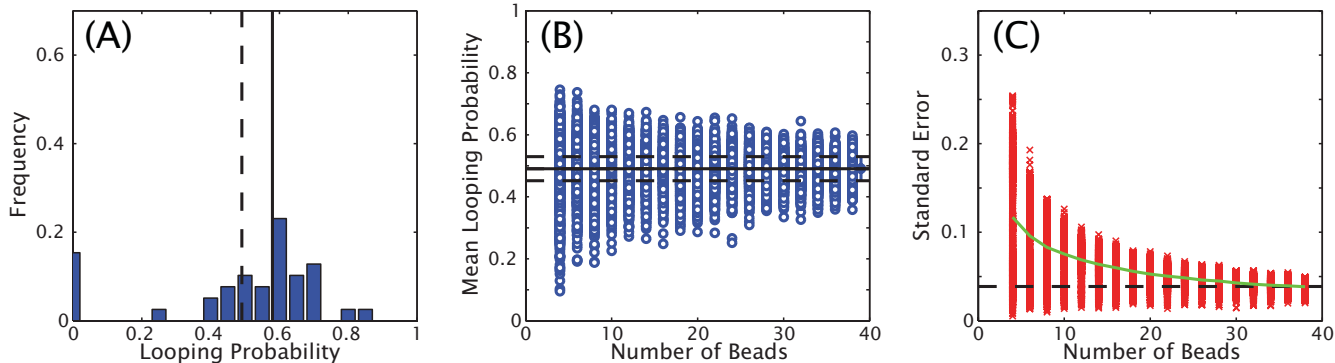 (A)
Frequency
0.6
0.4
0.2
0
0 0.2 0.4 0.6 0.8 1
Looping Probability
(B)
Mean Looping Probability
1
0.8
0.6
0.4
0.2
0
0 10 20 30 40
Number of Beads
(C)
Standard Error
0.3
0.2
0.1
0
0 10 20 30 40
Number of Beads